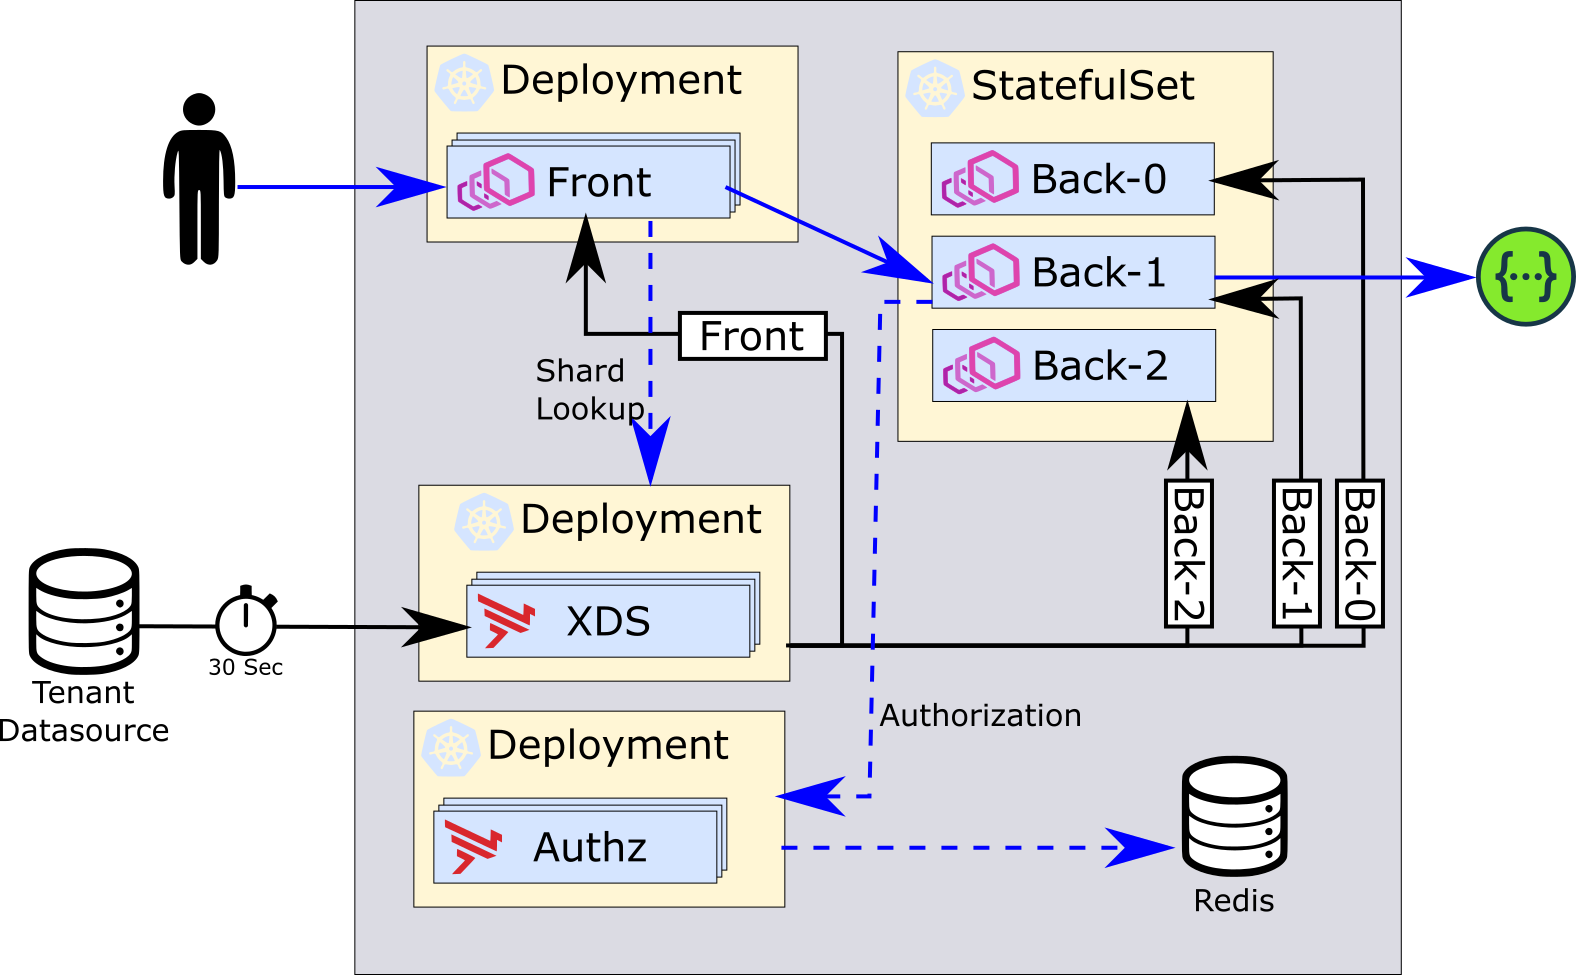 Deployment
Front
StatefulSet
Back-0
Back-1
Back-2
{...}
Front
Shard
Lookup
Back-2
Back-1
Back-0
Deployment
XDS
30 Sec
Tenant
Datasource
Authorization
Deployment
Authz
Redis